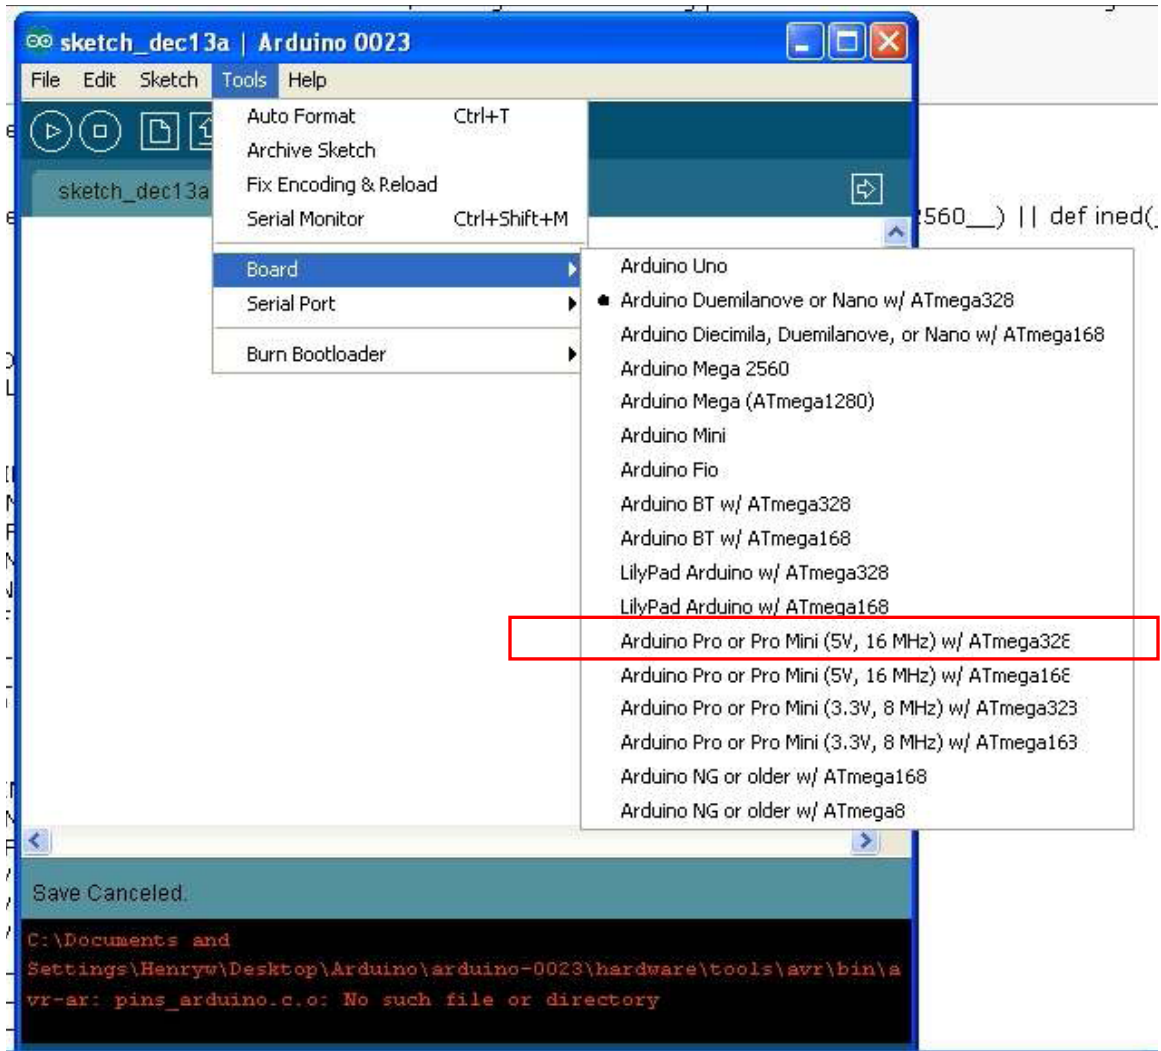 sketch_dec13a | Arduino 0023
File Edit Sketch Tools Help
Auto Format Ctrl+T
Archive Sketch
Fix Encoding & Reload
Serial Monitor Ctrl+Shift+M
sketch_dec13a
2560__) || def ined(_
Board
Serial Port
Burn Bootloader
Arduino Uno
Arduino Duemilanove or Nano w/ ATmega328
Arduino Diecimila, Duemilanove, or Nano w/ ATmega168
Arduino Mega 2560
Arduino Mega (ATmega1280)
Arduino Mini
Arduino Fio
Arduino BT w/ ATmega328
Arduino BT w/ ATmega168
LilyPad Arduino w/ ATmega328
LilyPad Arduino w/ ATmega168
Arduino Pro or Pro Mini (5V, 16 MHz) w/ ATmega328
Arduino Pro or Pro Mini (5V, 16 MHz) w/ ATmega168
Arduino Pro or Pro Mini (3.3V, 8 MHz) w/ ATmega328
Arduino Pro or Pro Mini (3.3V, 8 MHz) w/ ATmega168
Arduino NG or older w/ ATmega168
Arduino NG or older w/ ATmega8
Save Canceled.
C:\Documents and
Settings\Henryw\Desktop\Arduino\arduino-0023\hardware\tools\avr\bin\a
vr-ar: pins_arduino.c.o: No such file or directory